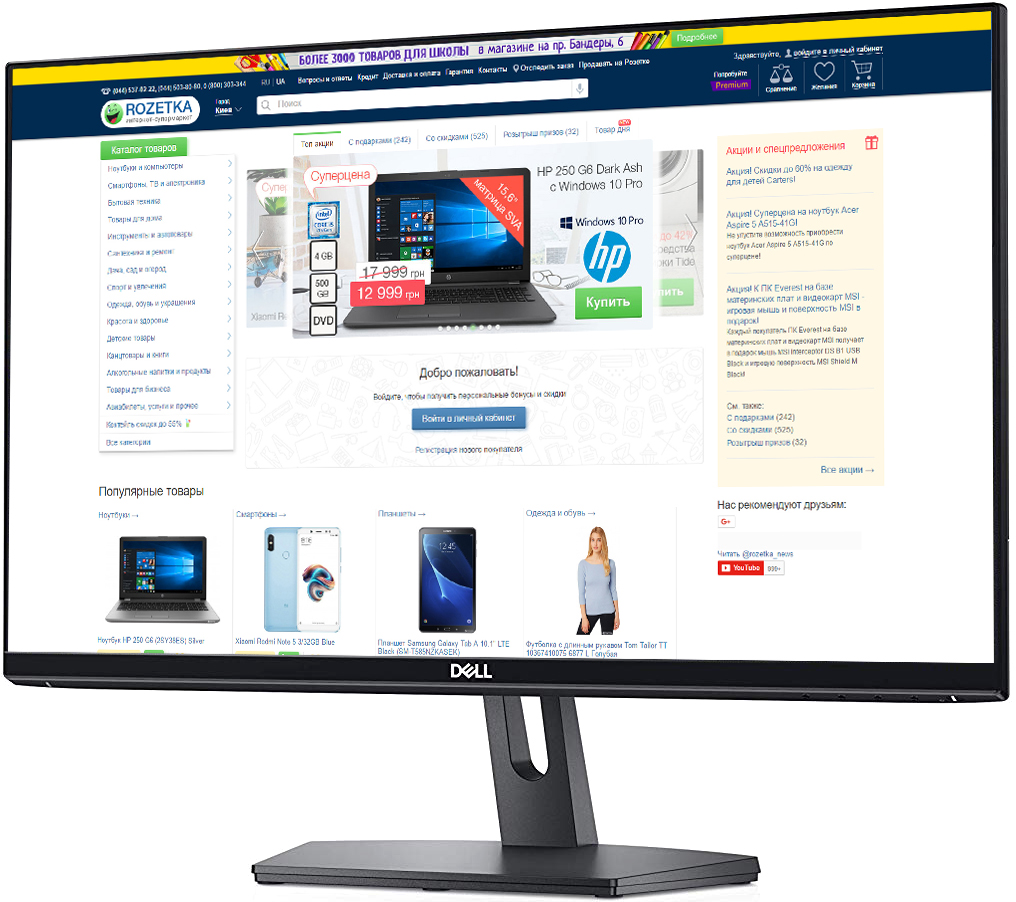 БОЛЕЕ 3000 ТОВАРОВ ДЛЯ ШКОЛЫ в магазине на пр. Бандеры, 6 Подробнее
(044) 537-02-22, (044) 503-80-80, 0 (800) 303-344
RU | UA Вопросы и ответы Кредит Доставка и оплата Гарантия Контакты Отследить заказ Продавать на Розетке
Здравствуйте, войдите в личный кабинет
ROZETKA
интернет-супермаркет
Город
Киев
Поиск
Попробуйте
Premium
Сравнение
Желания
Корзина
Каталог товаров
Ноутбуки и компьютеры
Смартфоны, ТВ и электроника
Бытовая техника
Товары для дома
Инструменты и автотовары
Сантехника и ремонт
Дача, сад и огород
Спорт и увлечения
Одежда, обувь и украшения
Красота и здоровье
Детские товары
Канцтовары и книги
Алкогольные напитки и продукты
Товары для бизнеса
Авиабилеты, услуги и прочее
Коктейль скидок до 55%
Все категории
Топ акции
С подарками (242)
Со скидками (525)
Розыгрыш призов (32)
Товар дня
NEW
Суперцена
HP 250 G6 Dark Ash
с Windows 10 Pro
15,6"
матрица SVA
intel
CORE i5
4 GB
500
GB
DVD
Windows 10 Pro
hp
17 999 грн
12 999 грн
Купить
Xiaomi
до 42%
Tide
Добро пожаловать!
Войдите, чтобы получить персональные бонусы и скидки
Войти в личный кабинет
Регистрация нового покупателя
Акции и спецпредложения
Акция! Скидки до 60% на одежду
для детей Carters!
Акция! Суперцена на ноутбук Acer
Aspire 5 A515-41G!
Не упустите возможность приобрести
ноутбук Acer Aspire 5 A515-41G по
суперцене!
Акция! К ПК Everest на базе
материнских плат и видеокарт MSI -
игровая мышь и поверхность MSI в
подарок!
Каждый покупатель ПК Everest на базе
материнских плат и видеокарт MSI получает
в подарок мышь MSI Interceptor DS B1 USB
Black и игровую поверхность MSI Shield M
Black!
См. также:
С подарками (242)
Со скидками (525)
Розыгрыш призов (32)
Все акции →
Популярные товары
Ноутбуки →
Смартфоны →
Планшеты →
Одежда и обувь →
Ноутбук HP 250 G6 (2SY38ES) Silver
Xiaomi Redmi Note 5 3/32GB Blue
Планшет Samsung Galaxy Tab A 10.1" LTE
Black (SM-T585NZKASEK)
Футболка с длинным рукавом Tom Tailor TT
10367410075 6877 L Голубая
Нас рекомендуют друзьям:
G+
Читать @rozetka_news
YouTube 999+
DELL